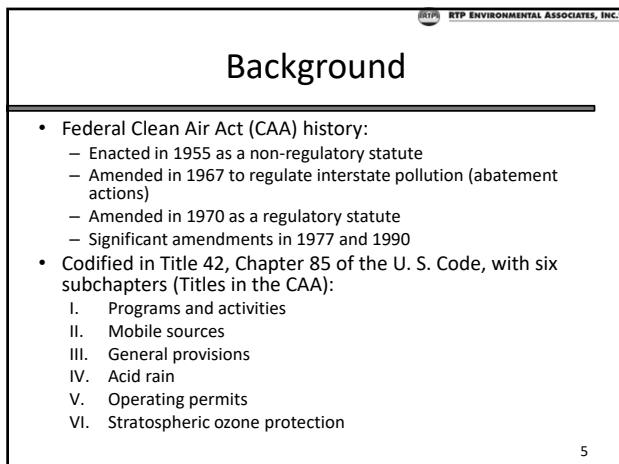 RTP ENVIRONMENTAL ASSOCIATES, INC.
Background
• Federal Clean Air Act (CAA) history:
– Enacted in 1955 as a non-regulatory statute
– Amended in 1967 to regulate interstate pollution (abatement
actions)
– Amended in 1970 as a regulatory statute
– Significant amendments in 1977 and 1990
• Codified in Title 42, Chapter 85 of the U. S. Code, with six
subchapters (Titles in the CAA):
I. Programs and activities
II. Mobile sources
III. General provisions
IV. Acid rain
V. Operating permits
VI. Stratospheric ozone protection
5